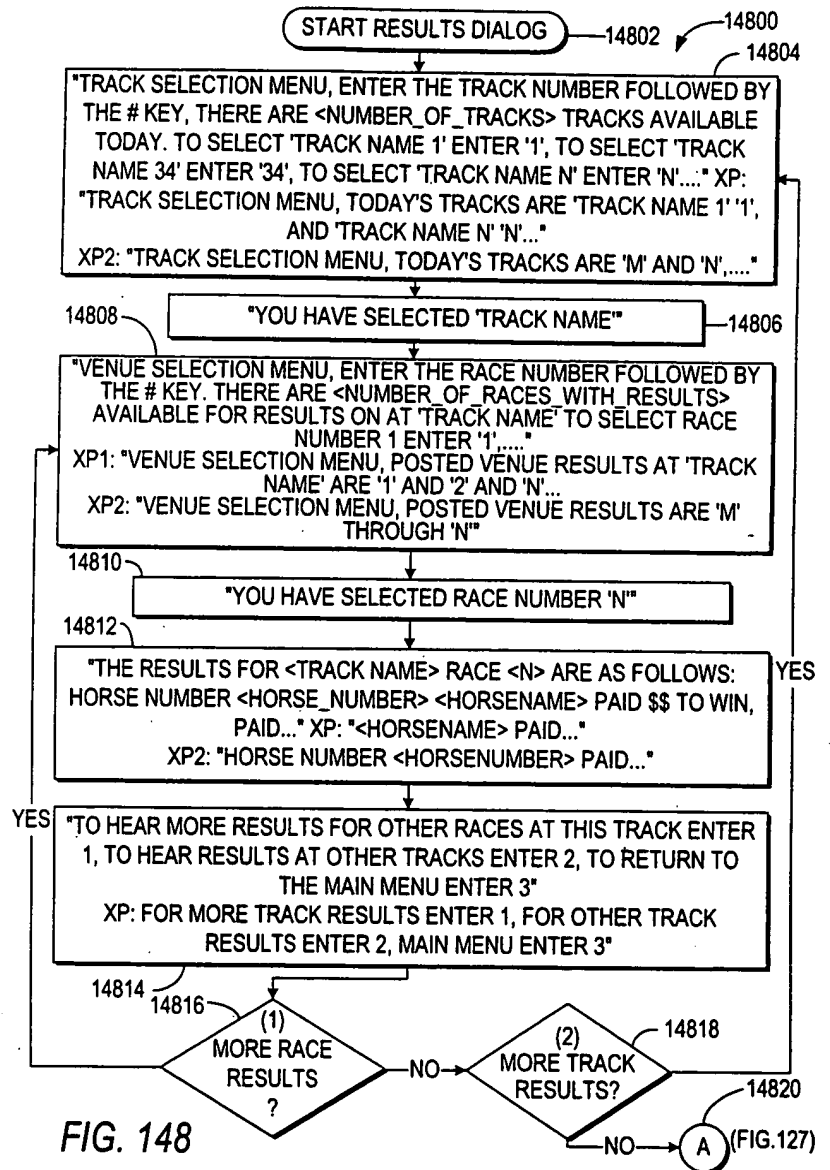 START RESULTS DIALOG
14802
14800
14804
"TRACK SELECTION MENU, ENTER THE TRACK NUMBER FOLLOWED BY
THE # KEY, THERE ARE <NUMBER_OF_TRACKS> TRACKS AVAILABLE
TODAY. TO SELECT 'TRACK NAME 1' ENTER '1', TO SELECT 'TRACK
NAME 34' ENTER '34', TO SELECT 'TRACK NAME N' ENTER 'N'...." XP:
"TRACK SELECTION MENU, TODAY'S TRACKS ARE 'TRACK NAME 1' '1',
AND 'TRACK NAME N' 'N'..."
XP2: "TRACK SELECTION MENU, TODAY'S TRACKS ARE 'M' AND 'N',...."
"YOU HAVE SELECTED 'TRACK NAME'"
14806
14808
"VENUE SELECTION MENU, ENTER THE RACE NUMBER FOLLOWED BY
THE # KEY. THERE ARE <NUMBER_OF_RACES_WITH_RESULTS>
AVAILABLE FOR RESULTS ON AT 'TRACK NAME' TO SELECT RACE
NUMBER 1 ENTER '1',...."
XP1: "VENUE SELECTION MENU, POSTED VENUE RESULTS AT 'TRACK
NAME' ARE '1' AND '2' AND 'N'...
XP2: "VENUE SELECTION MENU, POSTED VENUE RESULTS ARE 'M'
THROUGH 'N'"
14810
"YOU HAVE SELECTED RACE NUMBER 'N'"
14812
"THE RESULTS FOR <TRACK NAME> RACE <N> ARE AS FOLLOWS:
HORSE NUMBER <HORSE_NUMBER> <HORSENAME> PAID $$ TO WIN,
PAID..." XP: "<HORSENAME> PAID..."
XP2: "HORSE NUMBER <HORSENUMBER> PAID..."
YES
YES
"TO HEAR MORE RESULTS FOR OTHER RACES AT THIS TRACK ENTER
1, TO HEAR RESULTS AT OTHER TRACKS ENTER 2, TO RETURN TO
THE MAIN MENU ENTER 3"
XP: FOR MORE TRACK RESULTS ENTER 1, FOR OTHER TRACK
RESULTS ENTER 2, MAIN MENU ENTER 3"
14814
14816
(1)
MORE RACE
RESULTS
?
NO
(2)
MORE TRACK
RESULTS?
14818
14820
NO
A
(FIG.127)
FIG. 148